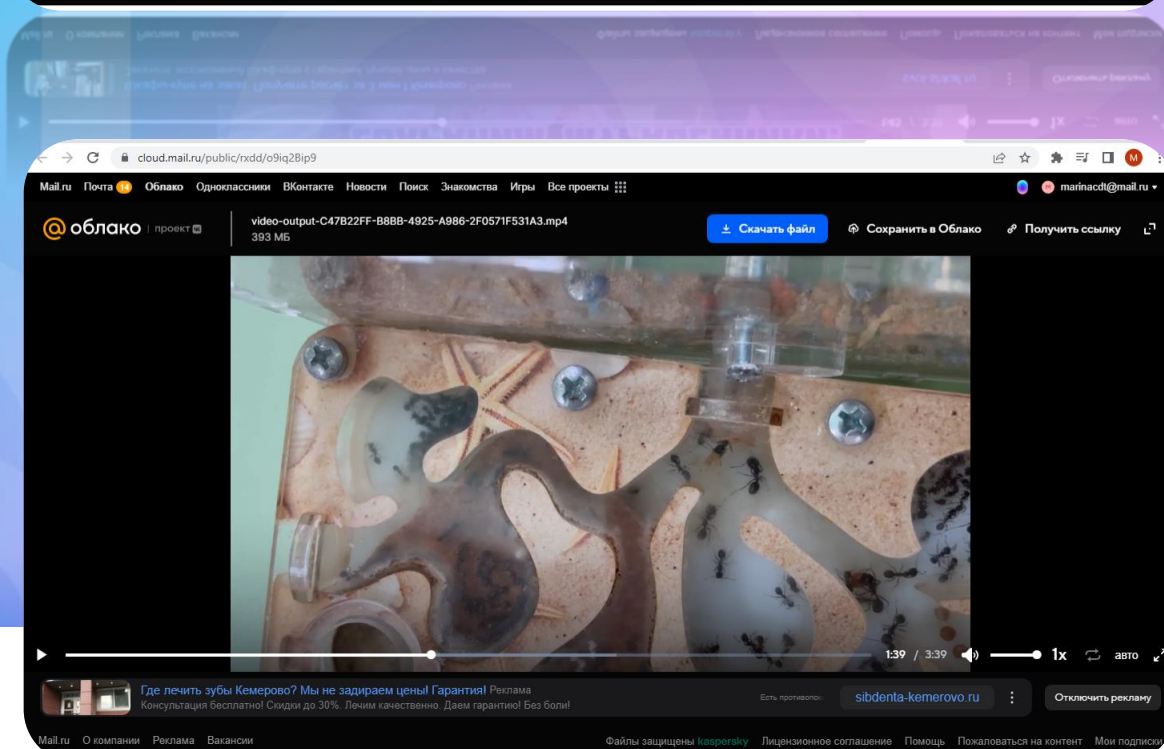 cloud.mail.ru/public/rxdd/o9iq2Bip9
M
Mail.ru Почта 14 Облако Одноклассники ВКонтакте Новости Поиск Знакомства Игры Все проекты
M marinacdt@mail.ru
облако проект
video-output-C47B22FF-B8BB-4925-A986-2F0571F531A3.mp4
393 МБ
Скачать файл
Сохранить в Облако
Получить ссылку
1:39 / 3:39 1x авто
Где лечить зубы Кемерово? Мы не задираем цены! Гарантия! Реклама
Консультация бесплатно! Скидки до 30%. Лечим качественно. Даем гарантию! Без боли!
sibdenta-kemerovo.ru
Отключить рекламу
Mail.ru О компании Реклама Вакансии
Файлы защищены kaspersky Лицензионное соглашение Помощь Пожаловаться на контент Мои подписки